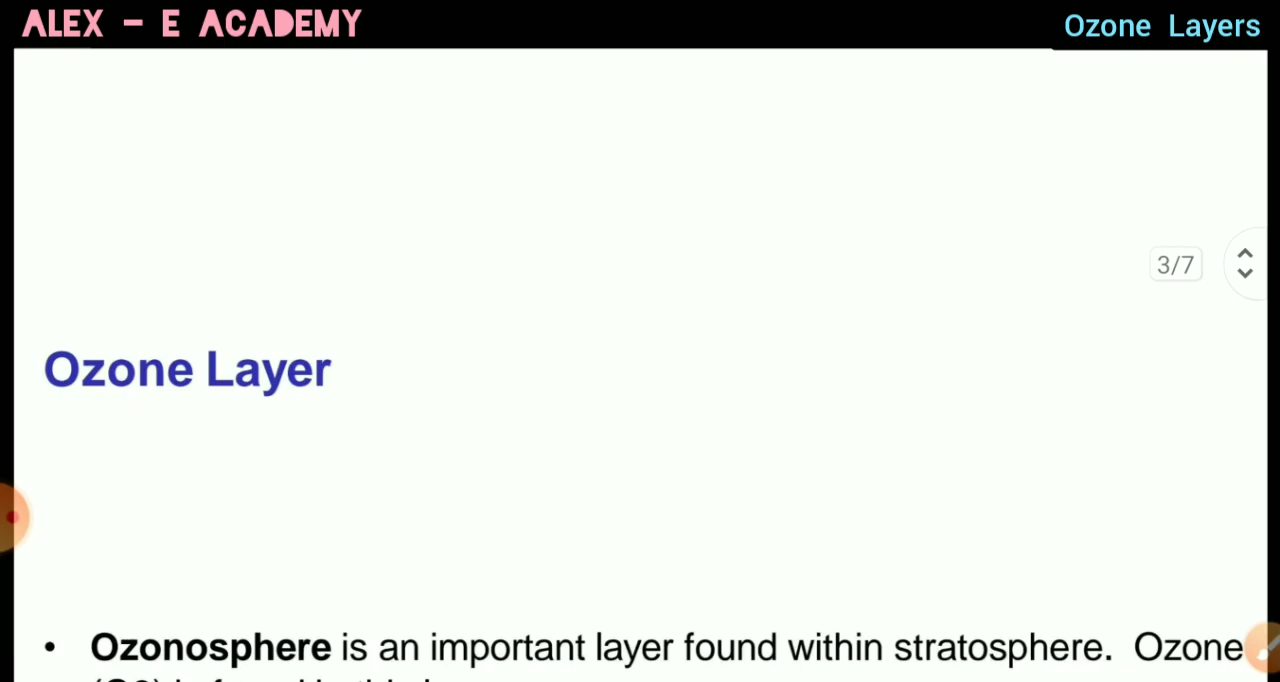 ALEX - E ACADEMY
Ozone Layers
3/7
Ozone Layer
• Ozonosphere is an important layer found within stratosphere. Ozone